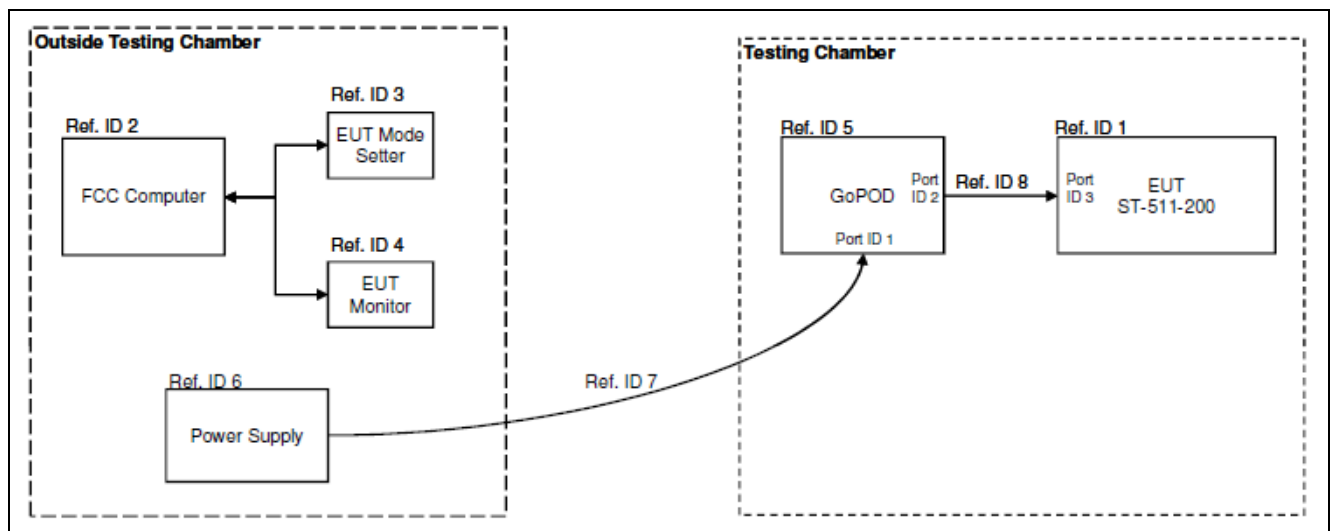 Outside Testing Chamber
Ref. ID 2
FCC Computer
Ref. ID 3
EUT Mode
Setter
Ref. ID 4
EUT
Monitor
Ref. ID 6
Power Supply
Ref. ID 7
Testing Chamber
Ref. ID 5
GoPOD
Port
ID 2
Port ID 1
Ref. ID 8
Ref. ID 1
Port
ID 3
EUT
ST-511-200